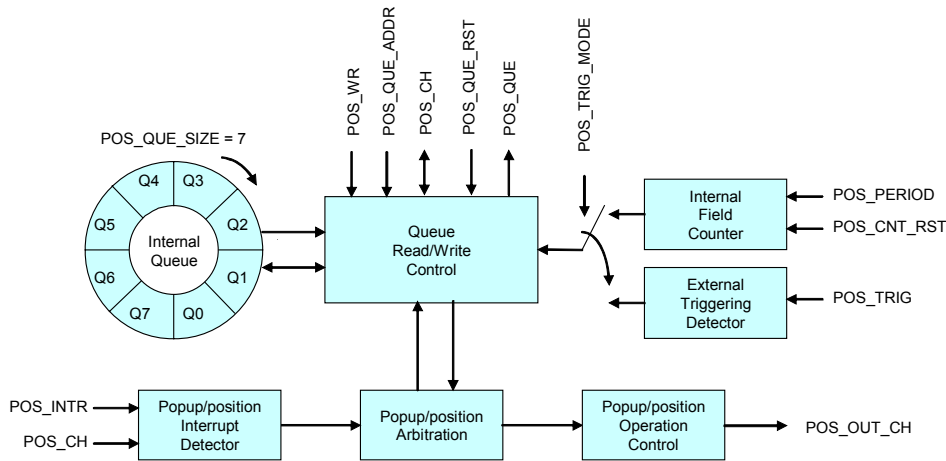 POS_WR
POS_QUE_ADDR
POS_CH
POS_QUE_RST
POS_QUE
POS_TRIG_MODE
POS_QUE_SIZE = 7
Q4
Q3
Q5
Q2
Q6
Q1
Q7
Q0
Internal
Queue
Queue
Read/Write
Control
Internal
Field
Counter
POS_PERIOD
POS_CNT_RST
External
Triggering
Detector
POS_TRIG
POS_INTR
POS_CH
Popup/position
Interrupt
Detector
Popup/position
Arbitration
Popup/position
Operation
Control
POS_OUT_CH